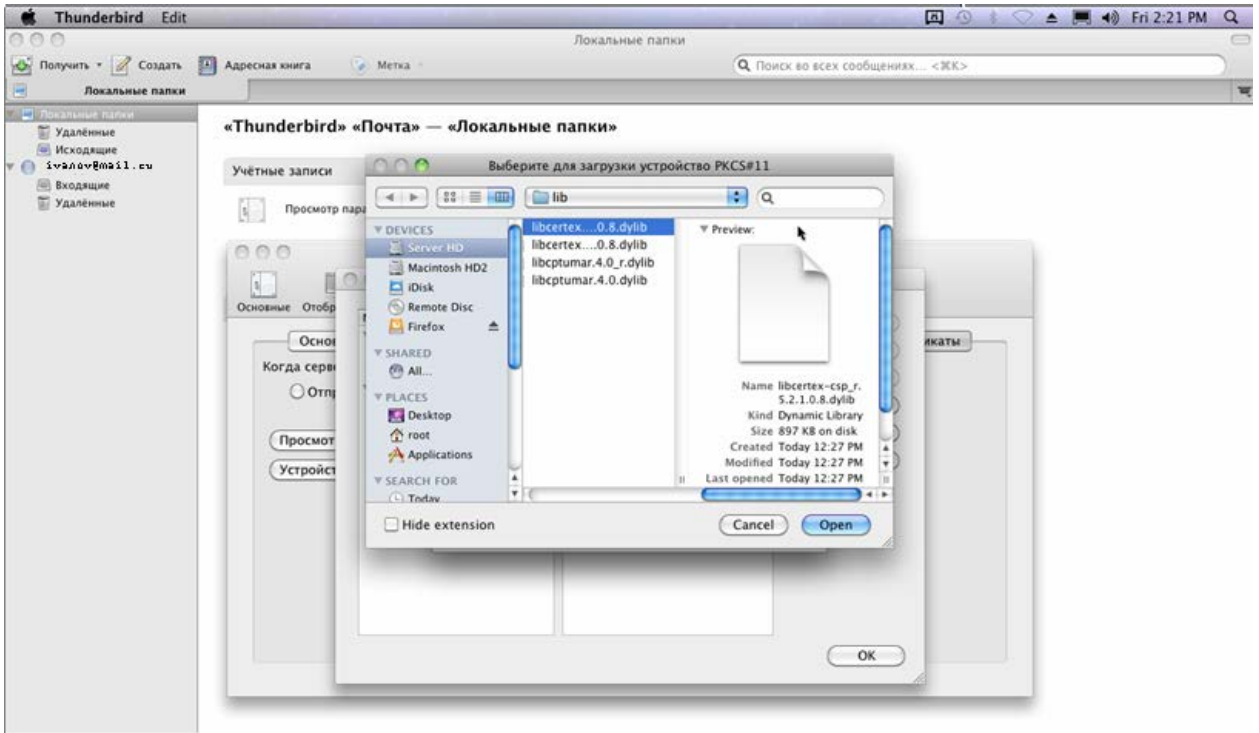 Thunderbird Edit
Fri 2:21 PM
Локальные папки
Получить Создать Адресная книга Метка
Поиск во всех сообщениях... <⌘K>
Локальные папки
Локальные папки
Удалённые
Исходящие
ivanov@mail.ru
Входящие
Удалённые
«Thunderbird» «Почта» — «Локальные папки»
Учётные записи
Просмотр пара
Основные Отобр
Осно
Когда серве
Отпр
Просмот
Устройст
икаты
OK
Выберите для загрузки устройство PKCS#11
lib
DEVICES
Server HD
Macintosh HD2
iDisk
Remote Disc
Firefox
SHARED
All...
PLACES
Desktop
root
Applications
SEARCH FOR
Today
libcertex....0.8.dylib
libcertex....0.8.dylib
libcptumar.4.0_r.dylib
libcptumar.4.0.dylib
Preview:
Name libcertex-csp_r.
5.2.1.0.8.dylib
Kind Dynamic Library
Size 897 KB on disk
Created Today 12:27 PM
Modified Today 12:27 PM
Last opened Today 12:27 PM
Hide extension
Cancel Open